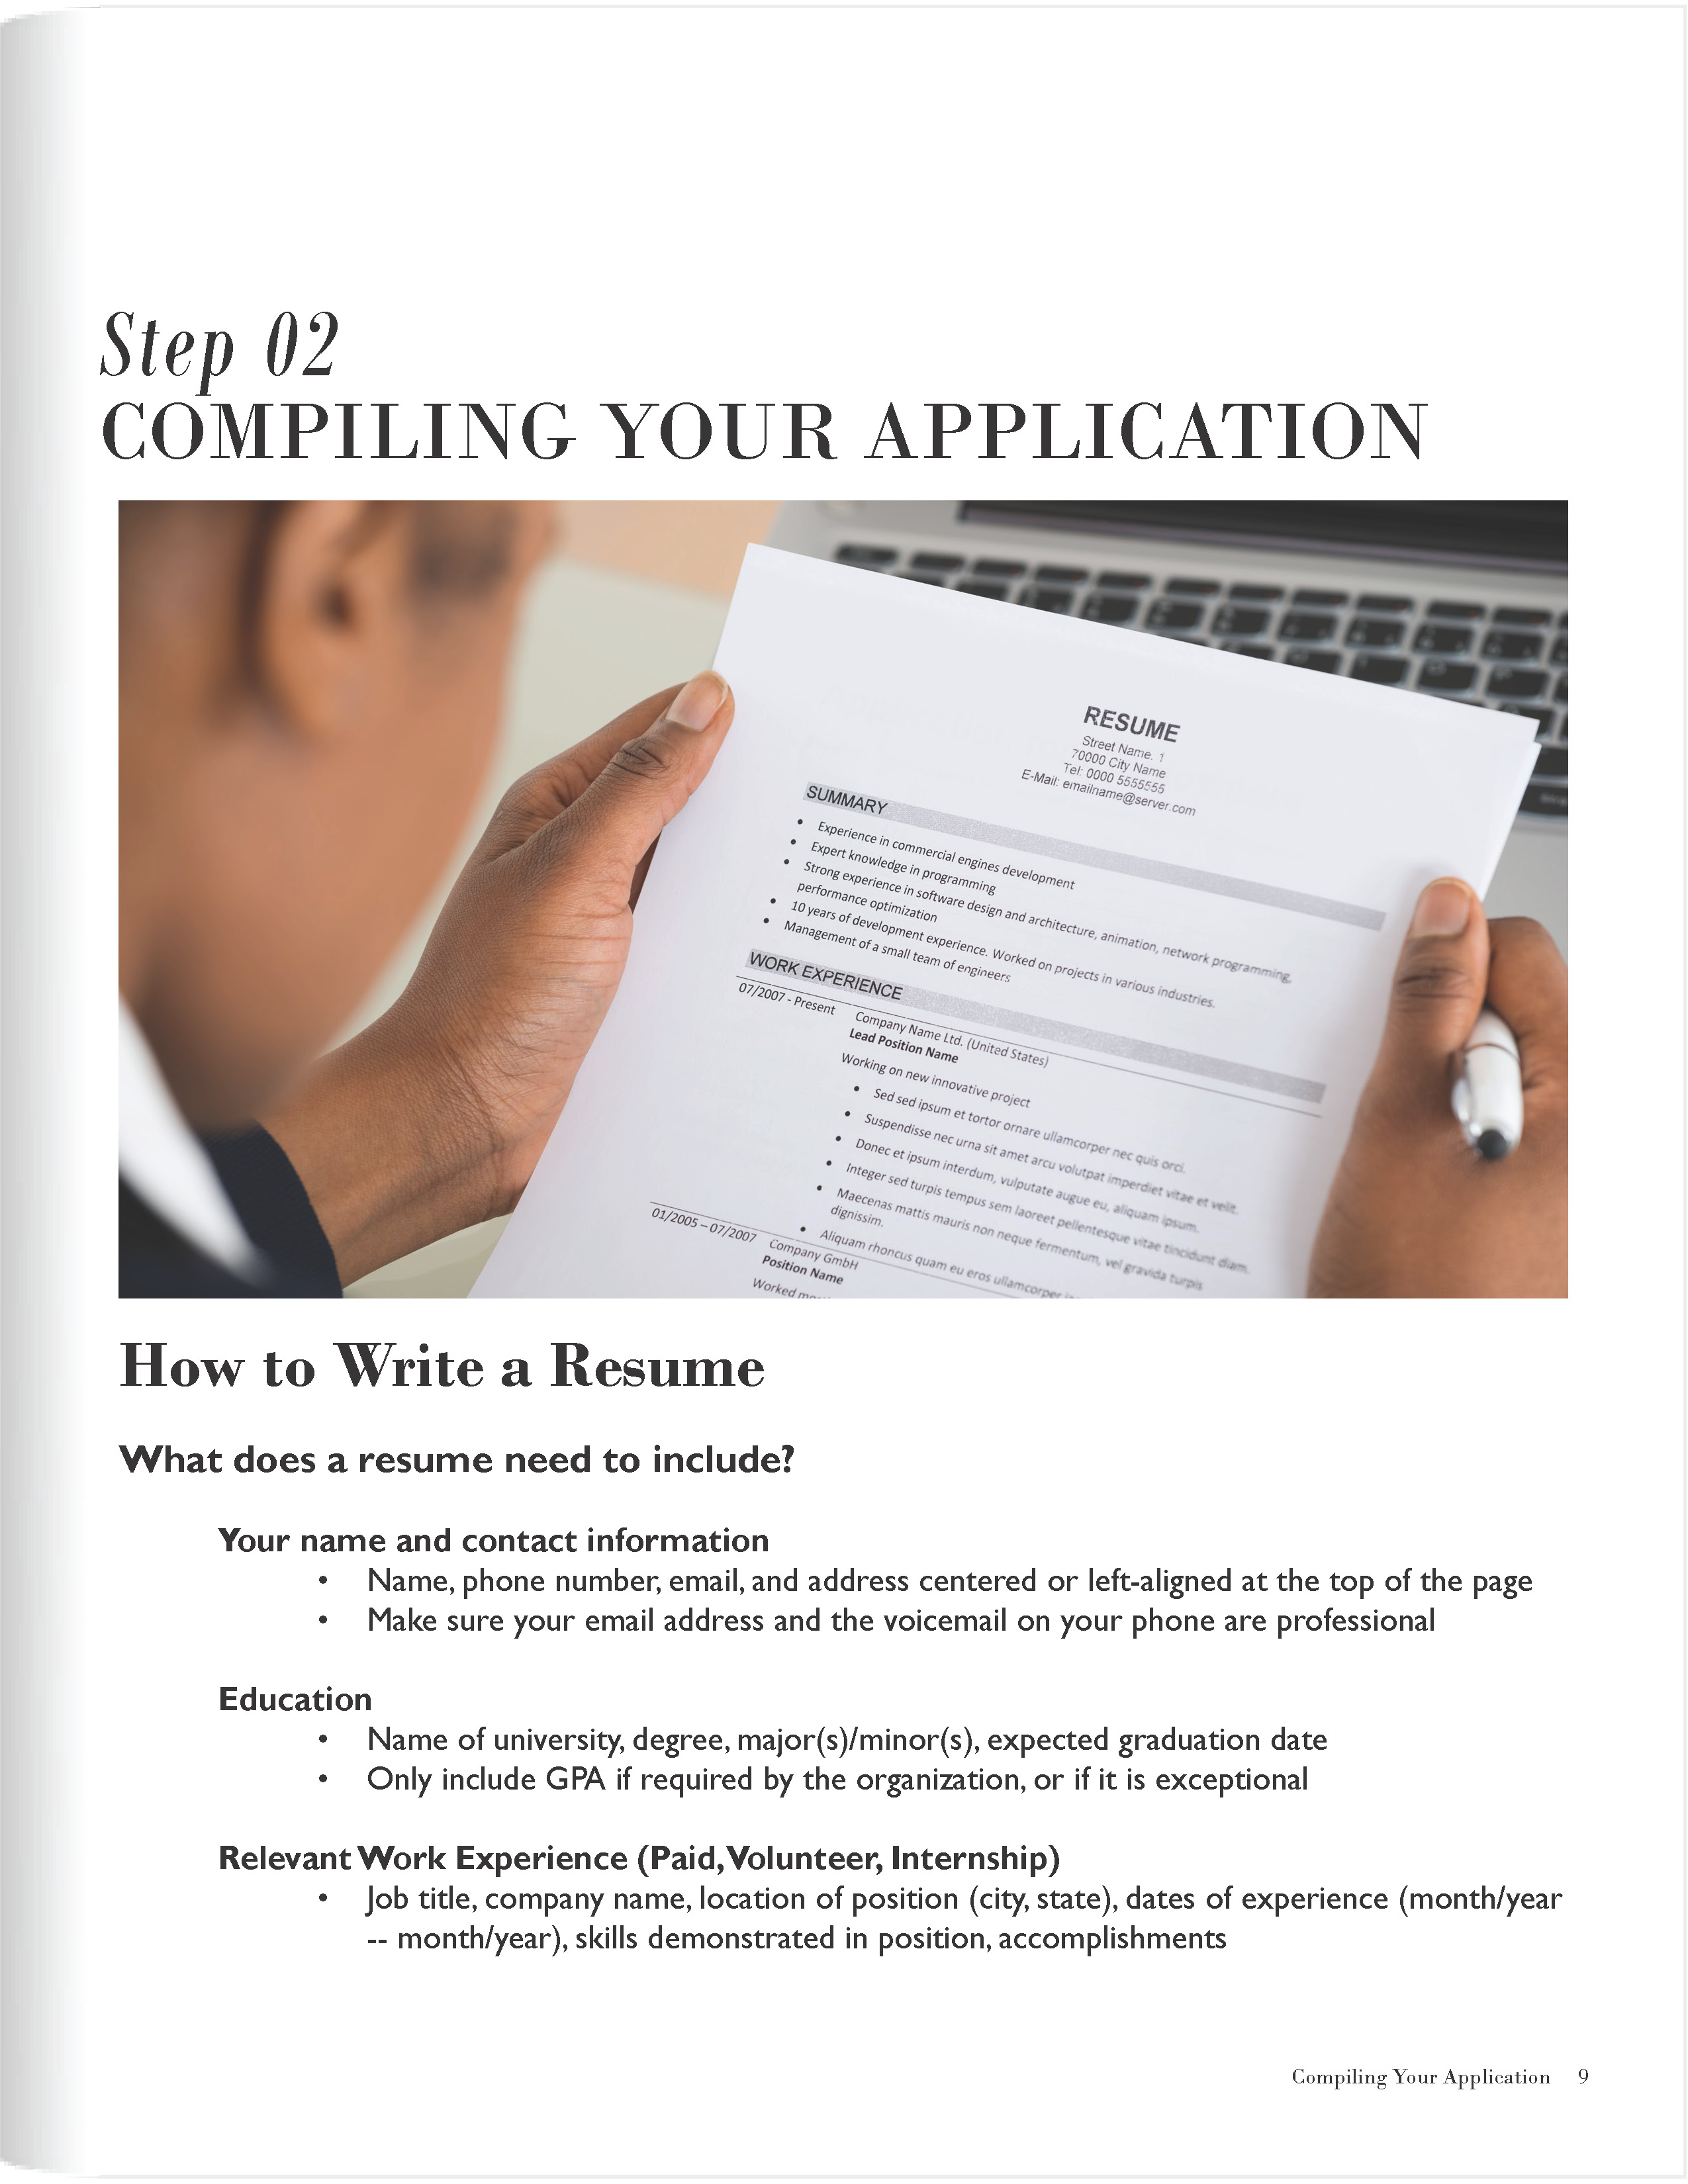 Step 02
COMPILING YOUR APPLICATION
RESUME
Street Name. 1
70000 City Name
Tel: 0000 5555555
E-Mail: emailname@server.com
SUMMARY
• Experience in commercial engines development
• Expert knowledge in programming
• Strong experience in software design and architecture, animation, network programming,
performance optimization
• 10 years of development experience. Worked on projects in various industries.
• Management of a small team of engineers
WORK EXPERIENCE
07/2007 - Present Company Name Ltd. (United States)
Lead Position Name
Working on new innovative project
• Sed sed ipsum et tortor ornare ullamcorper nec quis orci.
• Suspendisse nec urna sit amet arcu volutpat imperdiet vitae et velit.
• Donec et ipsum interdum, vulputate augue eu, aliquam ipsum.
• Integer sed turpis tempus sem laoreet pellentesque vitae tincidunt diam.
• Maecenas mattis mauris non neque fermentum, vel gravida turpis
dignissim.
• Aliquam rhoncus quam eu eros ullamcorper
01/2005 – 07/2007 Company GmbH
Position Name
Worked
How to Write a Resume
What does a resume need to include?
Your name and contact information
• Name, phone number, email, and address centered or left-aligned at the top of the page
• Make sure your email address and the voicemail on your phone are professional
Education
• Name of university, degree, major(s)/minor(s), expected graduation date
• Only include GPA if required by the organization, or if it is exceptional
Relevant Work Experience (Paid, Volunteer, Internship)
• Job title, company name, location of position (city, state), dates of experience (month/year
-- month/year), skills demonstrated in position, accomplishments
Compiling Your Application 9